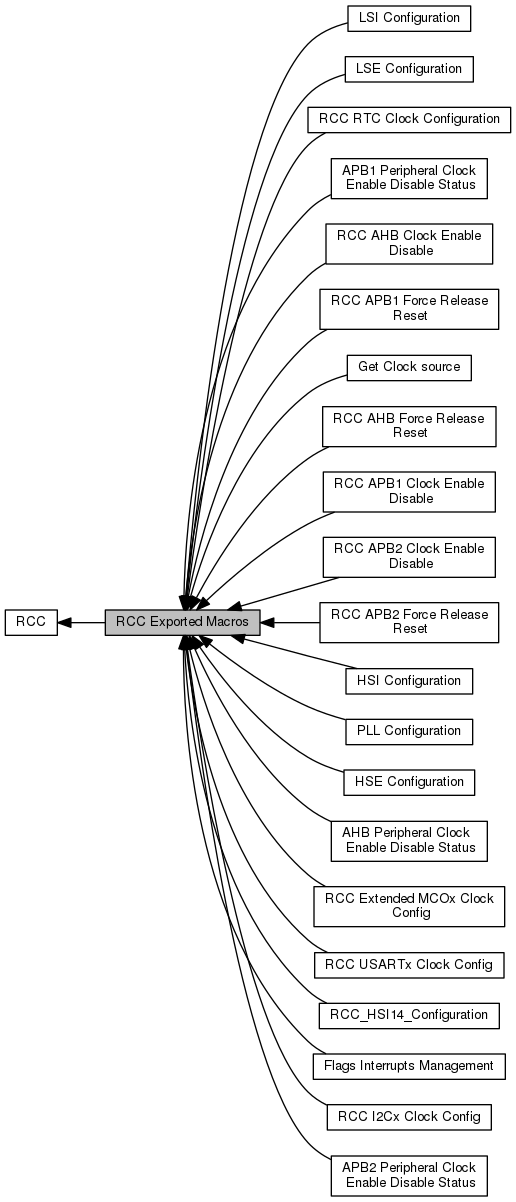 LSI Configuration
LSE Configuration
RCC RTC Clock Configuration
APB1 Peripheral Clock
Enable Disable Status
RCC AHB Clock Enable
Disable
RCC APB1 Force Release
Reset
Get Clock source
RCC AHB Force Release
Reset
RCC APB1 Clock Enable
Disable
RCC APB2 Clock Enable
Disable
RCC
RCC Exported Macros
RCC APB2 Force Release
Reset
HSI Configuration
PLL Configuration
HSE Configuration
AHB Peripheral Clock
Enable Disable Status
RCC Extended MCOx Clock
Config
RCC USARTx Clock Config
RCC_HSI14_Configuration
Flags Interrupts Management
RCC I2Cx Clock Config
APB2 Peripheral Clock
Enable Disable Status